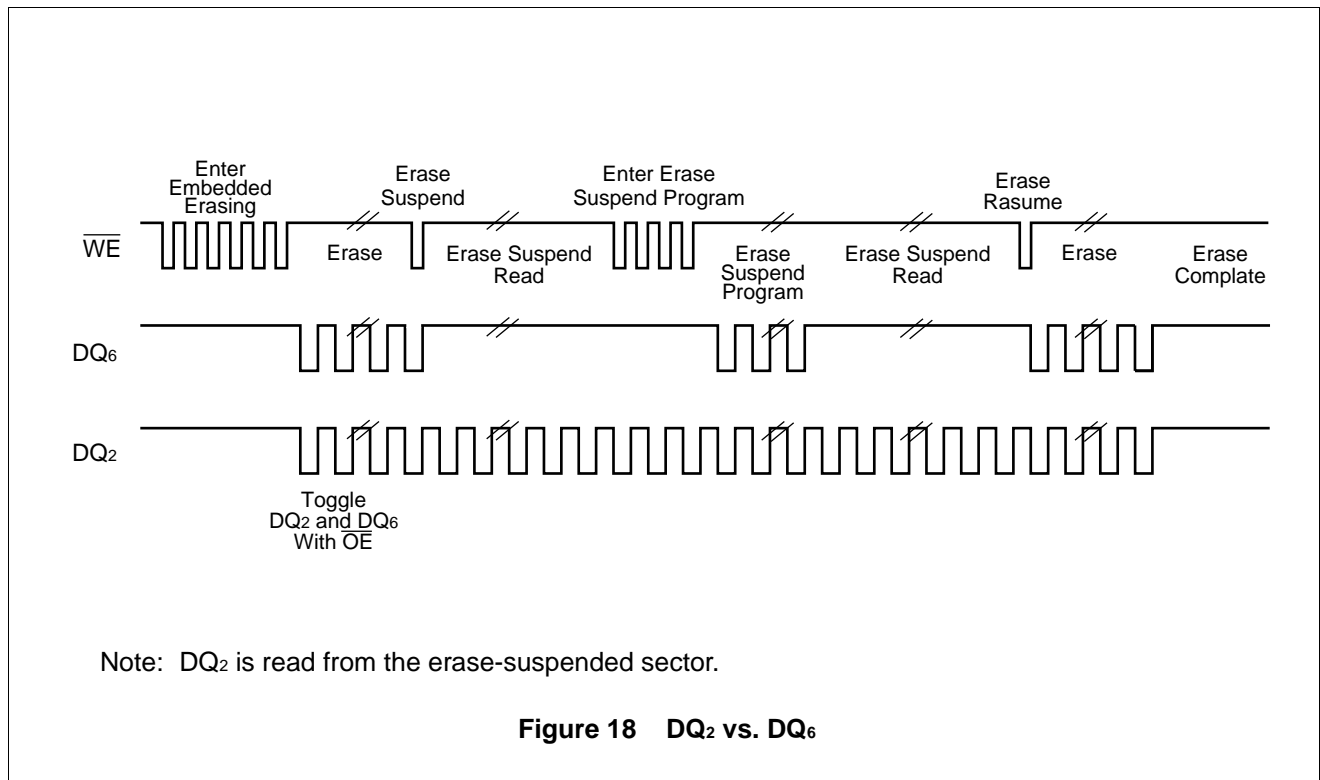 Enter
Embedded
Erasing
Erase
Suspend
Enter Erase
Suspend Program
Erase
Rasume
WE
Erase
Erase Suspend
Read
Erase
Suspend
Program
Erase Suspend
Read
Erase
Erase
Complate
DQ6
DQ2
Toggle
DQ2 and DQ6
With OE
Note: DQ2 is read from the erase-suspended sector.
Figure 18 DQ2 vs. DQ6